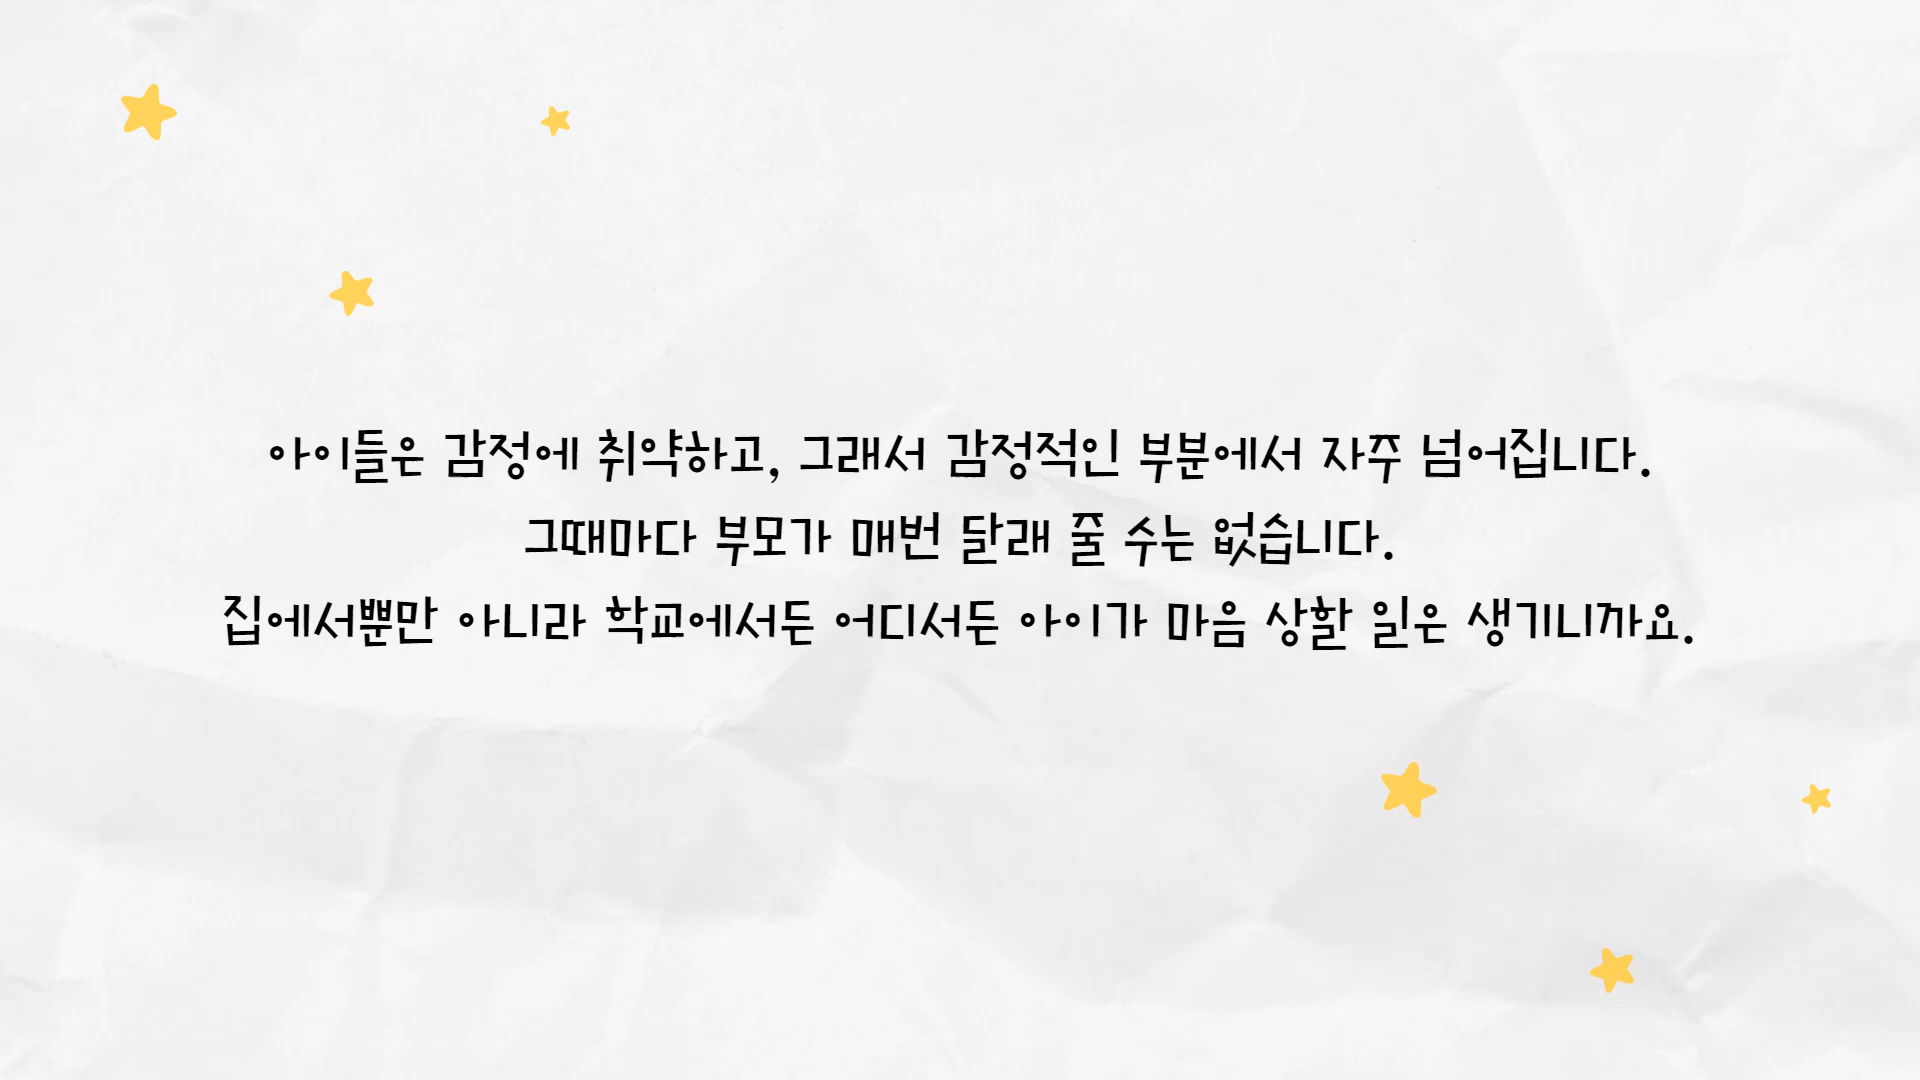 아이들은 감정에 취약하고, 그래서 감정적인 부분에서 자주 넘어집니다.
그때마다 부모가 매번 달래 줄 수는 없습니다.
집에서뿐만 아니라 학교에서든 어디서든 아이가 마음 상할 일은 생기니까요.